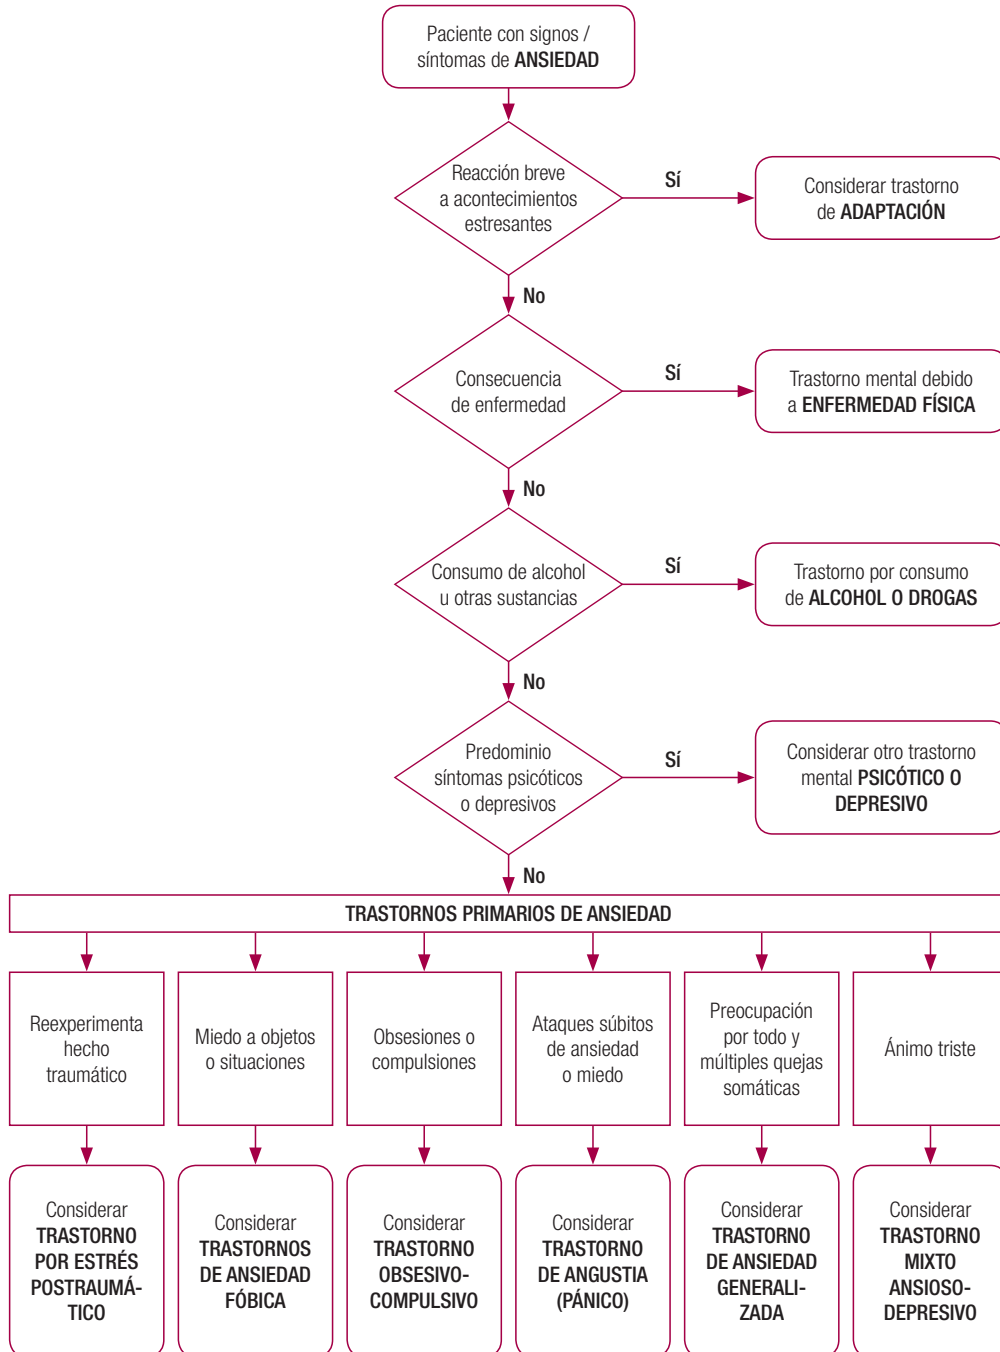 Paciente con signos /
síntomas de ANSIEDAD
Reacción breve
a acontecimientos
estresantes
Sí
Considerar trastorno
de ADAPTACIÓN
No
Consecuencia
de enfermedad
Sí
Trastorno mental debido
a ENFERMEDAD FÍSICA
No
Consumo de alcohol
u otras sustancias
Sí
Trastorno por consumo
de ALCOHOL O DROGAS
No
Predominio
síntomas psicóticos
o depresivos
Sí
Considerar otro trastorno
mental PSICÓTICO O
DEPRESIVO
No
TRASTORNOS PRIMARIOS DE ANSIEDAD
Reexperimenta
hecho
traumático
Miedo a objetos
o situaciones
Obsesiones o
compulsiones
Ataques súbitos
de ansiedad
o miedo
Preocupación
por todo y
múltiples quejas
somáticas
Ánimo triste
Considerar
TRASTORNO
POR ESTRÉS
POSTRAUMÁ-
TICO
Considerar
TRASTORNOS
DE ANSIEDAD
FÓBICA
Considerar
TRASTORNO
OBSESIVO-
COMPULSIVO
Considerar
TRASTORNO
DE ANGUSTIA
(PÁNICO)
Considerar
TRASTORNO
DE ANSIEDAD
GENERALI-
ZADA
Considerar
TRASTORNO
MIXTO
ANSIOSO-
DEPRESIVO